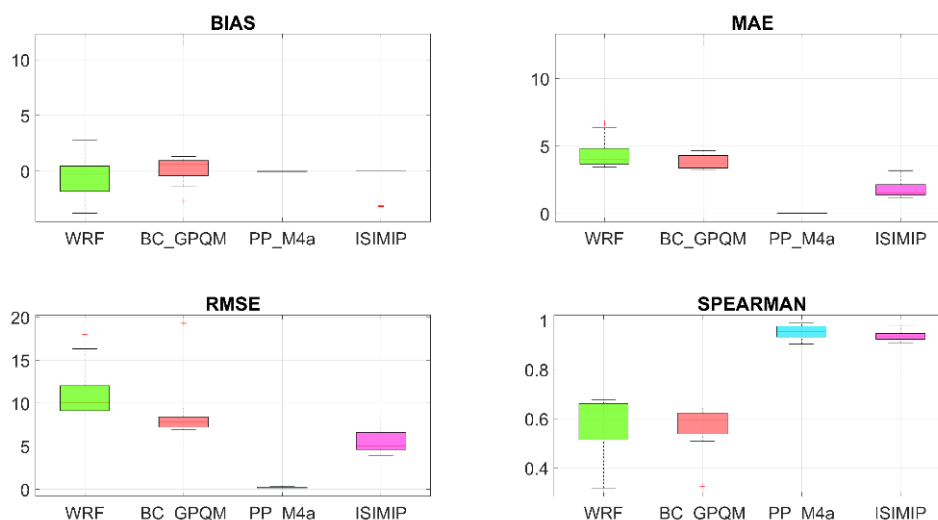 BIAS
10
5
0
WRF BC_GPQM PP_M4a ISIMIP
MAE
10
5
0
WRF BC_GPQM PP_M4a ISIMIP
RMSE
20
15
10
5
0
WRF BC_GPQM PP_M4a ISIMIP
SPEARMAN
1
0.8
0.6
0.4
WRF BC_GPQM PP_M4a ISIMIP